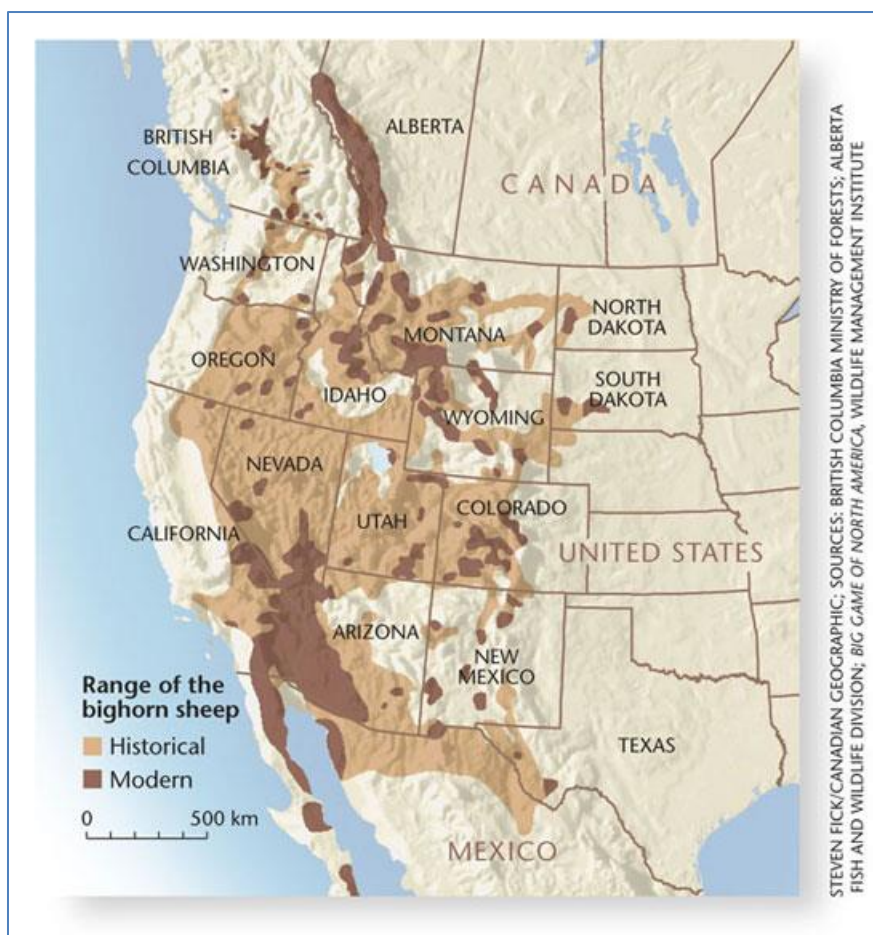 BRITISH
COLUMBIA
ALBERTA
CANADA
WASHINGTON
MONTANA
NORTH
DAKOTA
OREGON
IDAHO
SOUTH
DAKOTA
WYOMING
NEVADA
UTAH
COLORADO
CALIFORNIA
UNITED STATES
ARIZONA
NEW
MEXICO
TEXAS
MEXICO
Range of the
bighorn sheep
Historical
Modern
0 500 km
STEVEN FICK/CANADIAN GEOGRAPHIC; SOURCES: BRITISH COLUMBIA MINISTRY OF FORESTS; ALBERTA
FISH AND WILDLIFE DIVISION; BIG GAME OF NORTH AMERICA, WILDLIFE MANAGEMENT INSTITUTE